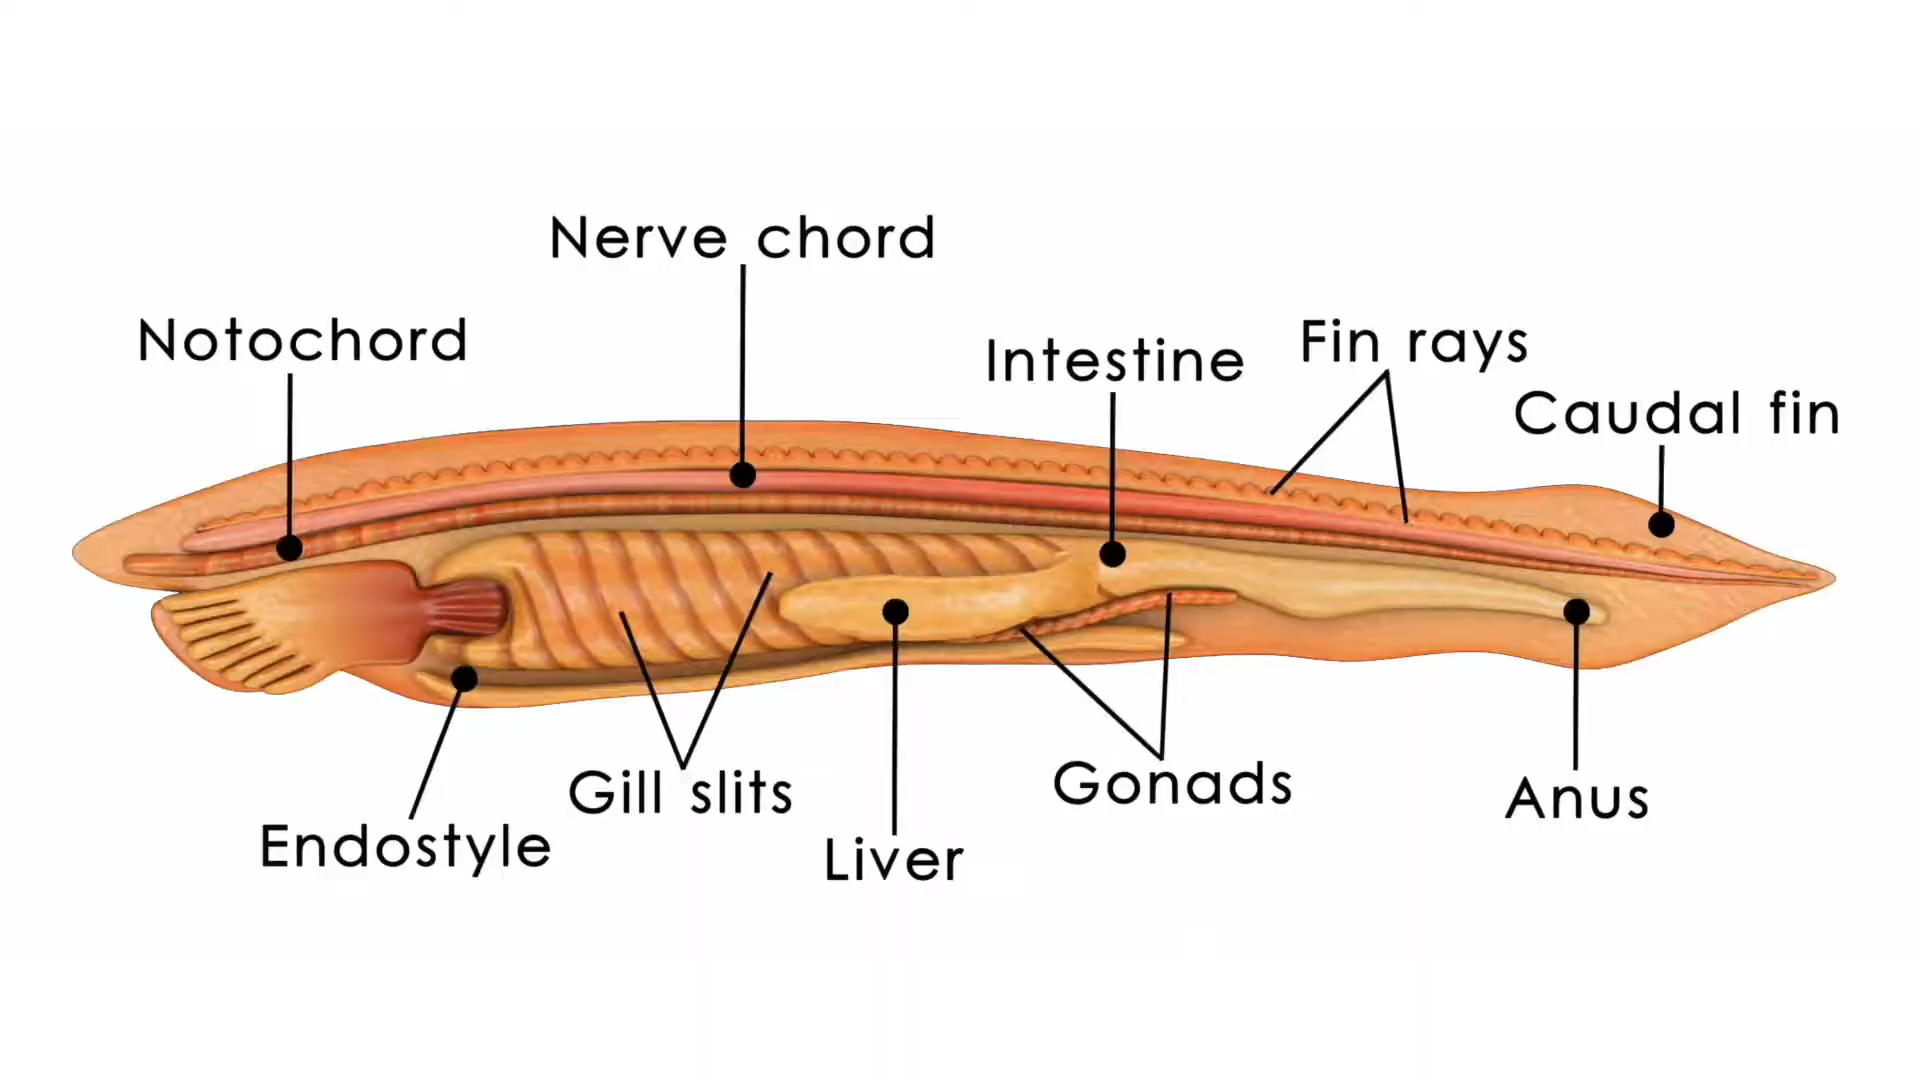 Nerve chord
Notochord
Intestine
Fin rays
Caudal fin
Endostyle
Gill slits
Liver
Gonads
Anus